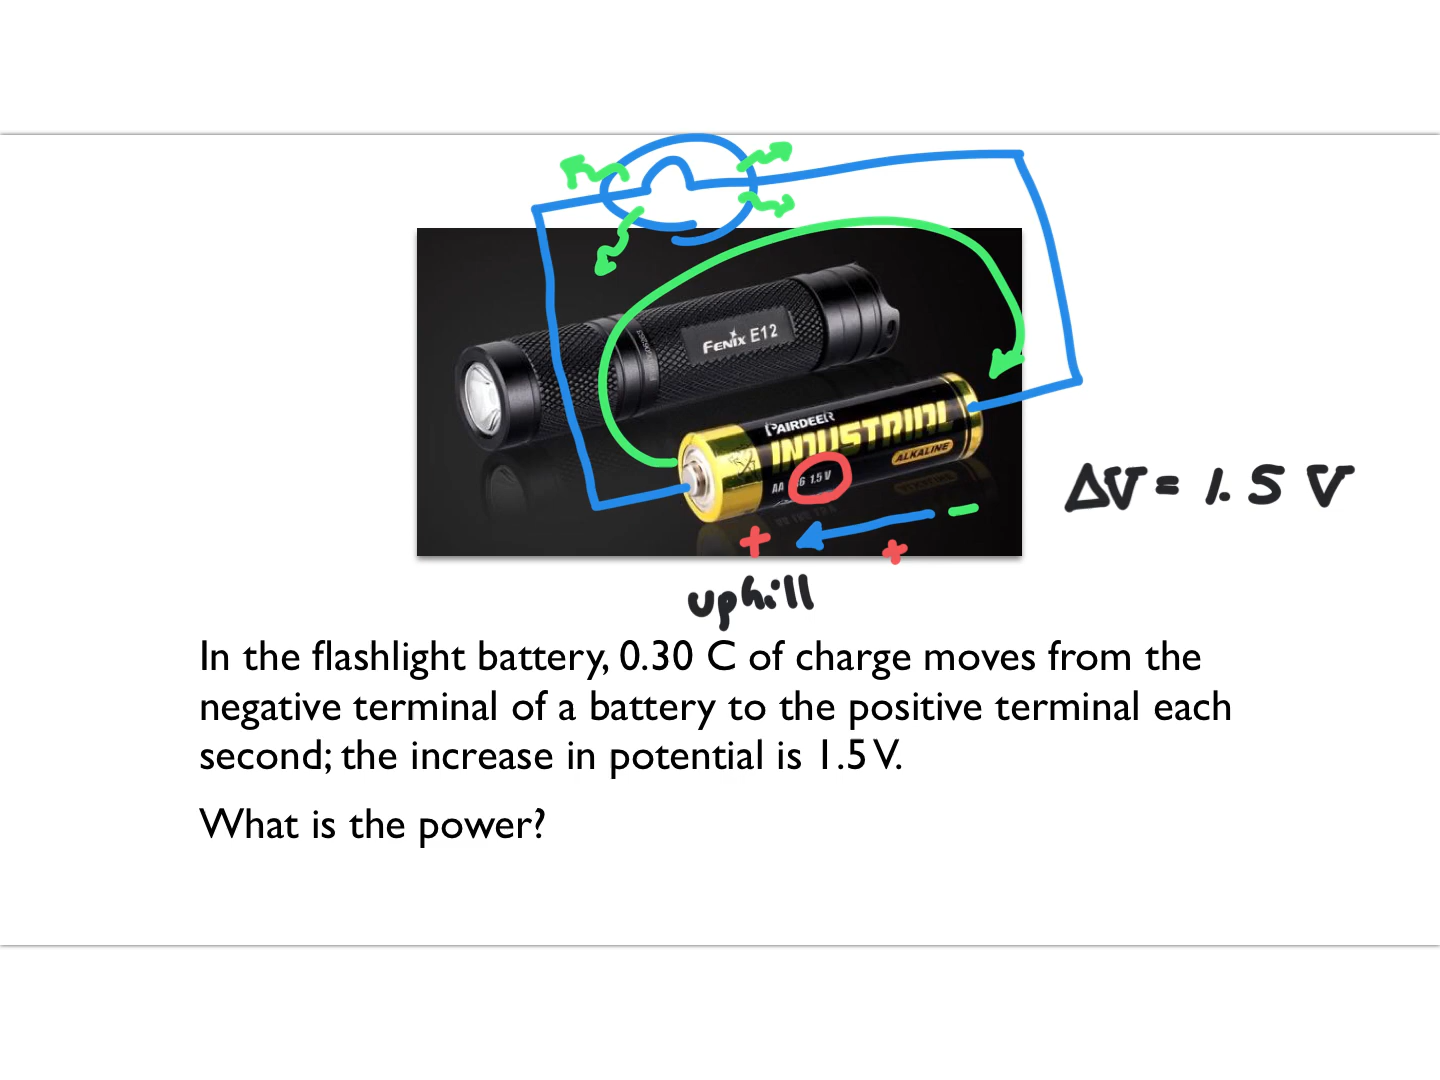 FENIX E12
PAIRDEER
INDUSTRIAL
ALKALINE
AA 1.5V
ΔV = 1.5 V
+ + -
uphill
In the flashlight battery, 0.30 C of charge moves from the
negative terminal of a battery to the positive terminal each
second; the increase in potential is 1.5 V.
What is the power?